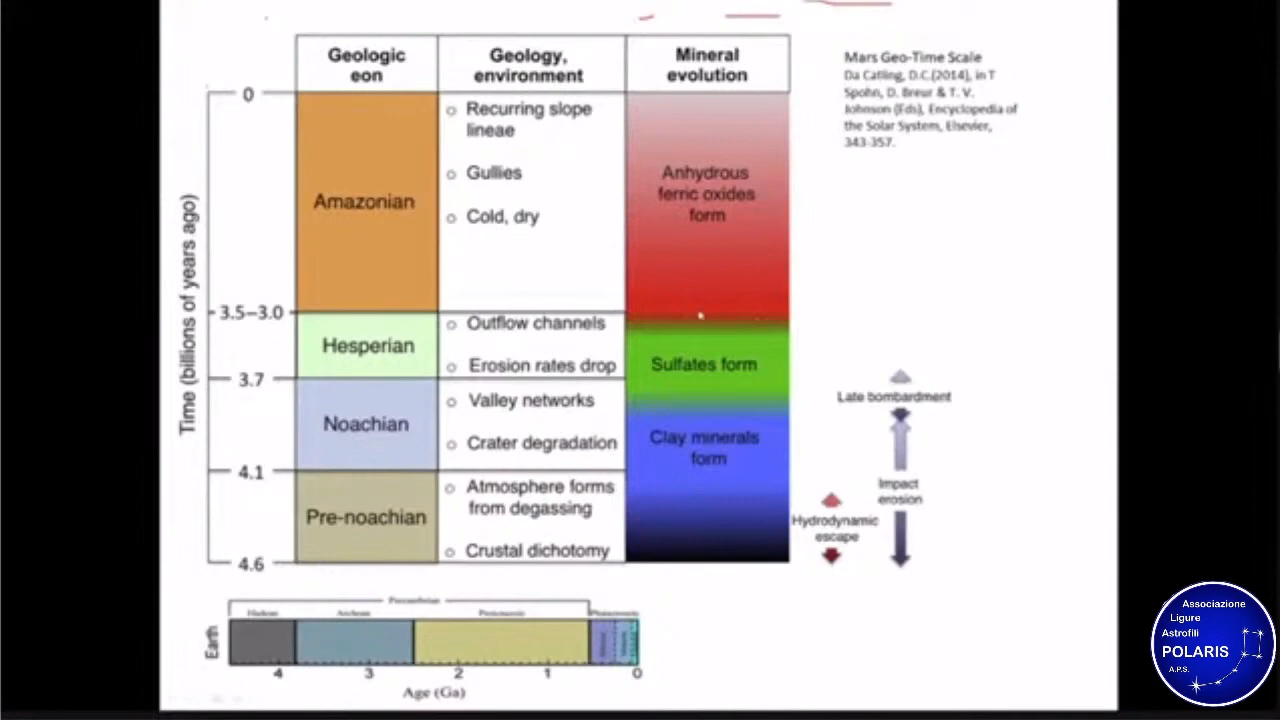 Geologic
eon
Geology,
environment
Mineral
evolution
Mars Geo-Time Scale
Da Catling, D.C.(2014), in T
Spohn, D. Breur & T. V.
Johnson (Eds), Encyclopedia of
the Solar System, Elsevier,
343-357.
Time (billions of years ago)
0
Amazonian
o Recurring slope
lineae
o Gullies
o Cold, dry
Anhydrous
ferric oxides
form
3.5–3.0
Hesperian
o Outflow channels
o Erosion rates drop
Sulfates form
3.7
Noachian
o Valley networks
o Crater degradation
Clay minerals
form
4.1
Pre-noachian
o Atmosphere forms
from degassing
o Crustal dichotomy
4.6
Late bombardment
Impact
erosion
Hydrodynamic
escape
Precambrian
Hadean Archean Proterozoic Phanerozoic
Earth
4 3 2 1 0
Age (Ga)
Associazione
Ligure
Astrofili
POLARIS
A.P.S.